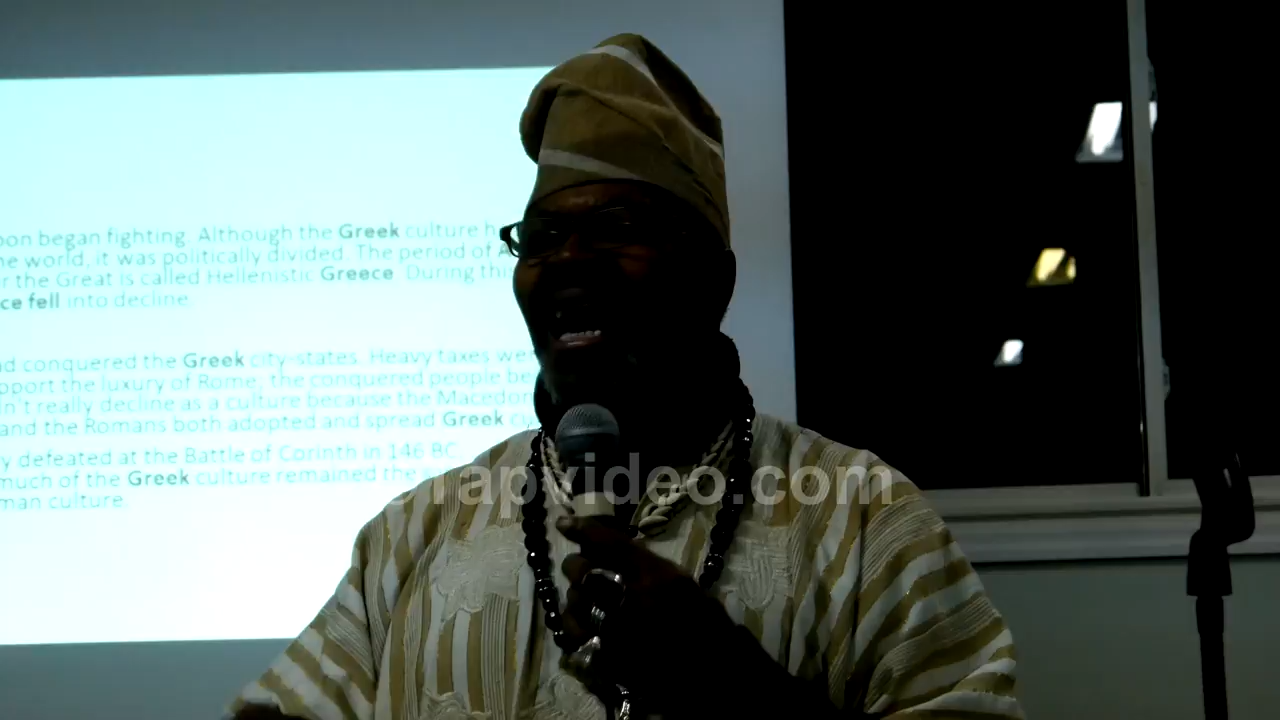 oon began fighting. Although the Greek culture h
he world, it was politically divided. The period of A
r the Great is called Hellenistic Greece. During thi
ce fell into decline.
d conquered the Greek city-states. Heavy taxes wer
pport the luxury of Rome, the conquered people be
n't really decline as a culture because the Macedon
and the Romans both adopted and spread Greek
y defeated at the Battle of Corinth in 146 BC.
much of the Greek culture remained the
man culture.
rapvideo.com